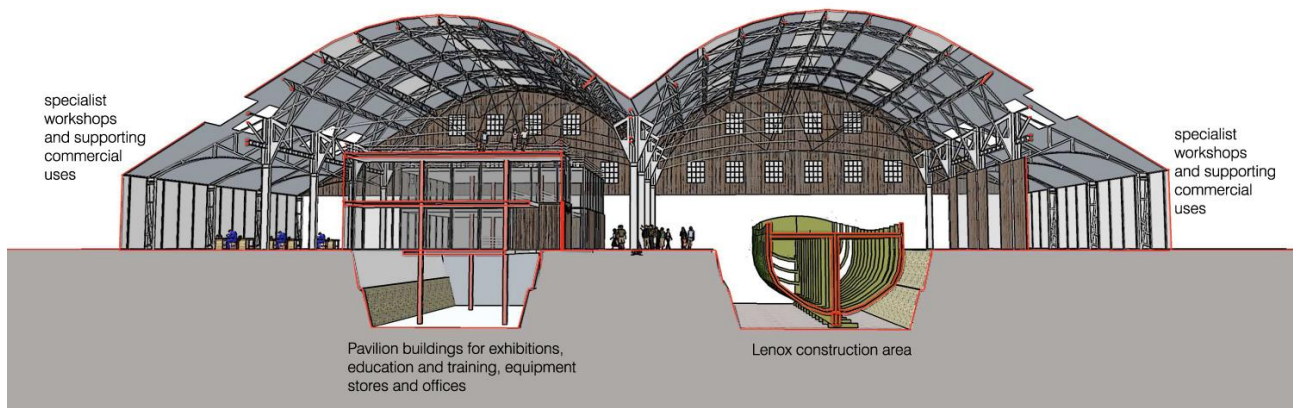 specialist
workshops
and supporting
commercial
uses
specialist
workshops
and supporting
commercial
uses
Pavilion buildings for exhibitions,
education and training, equipment
stores and offices
Lenox construction area